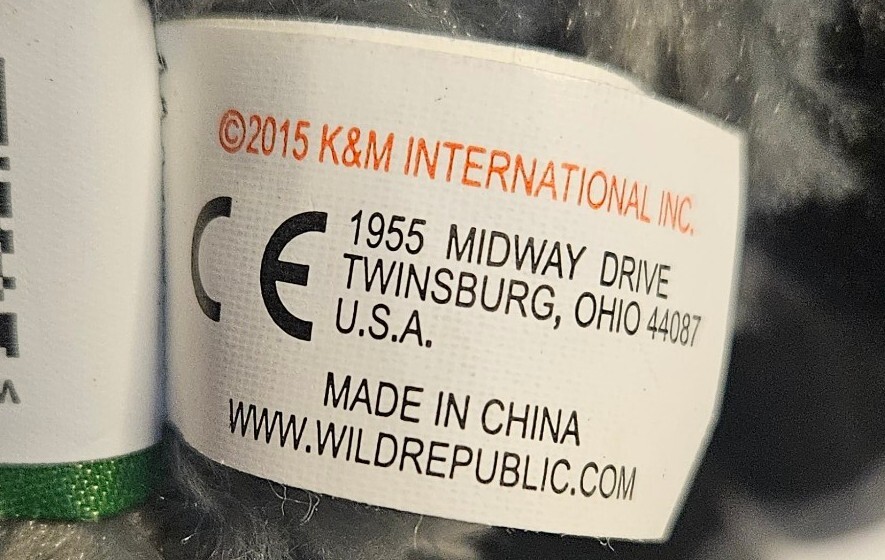 ©2015 K&M INTERNATIONAL INC.
CE
1955 MIDWAY DRIVE
TWINSBURG, OHIO 44087
U.S.A.
MADE IN CHINA
WWW.WILDREPUBLIC.COM